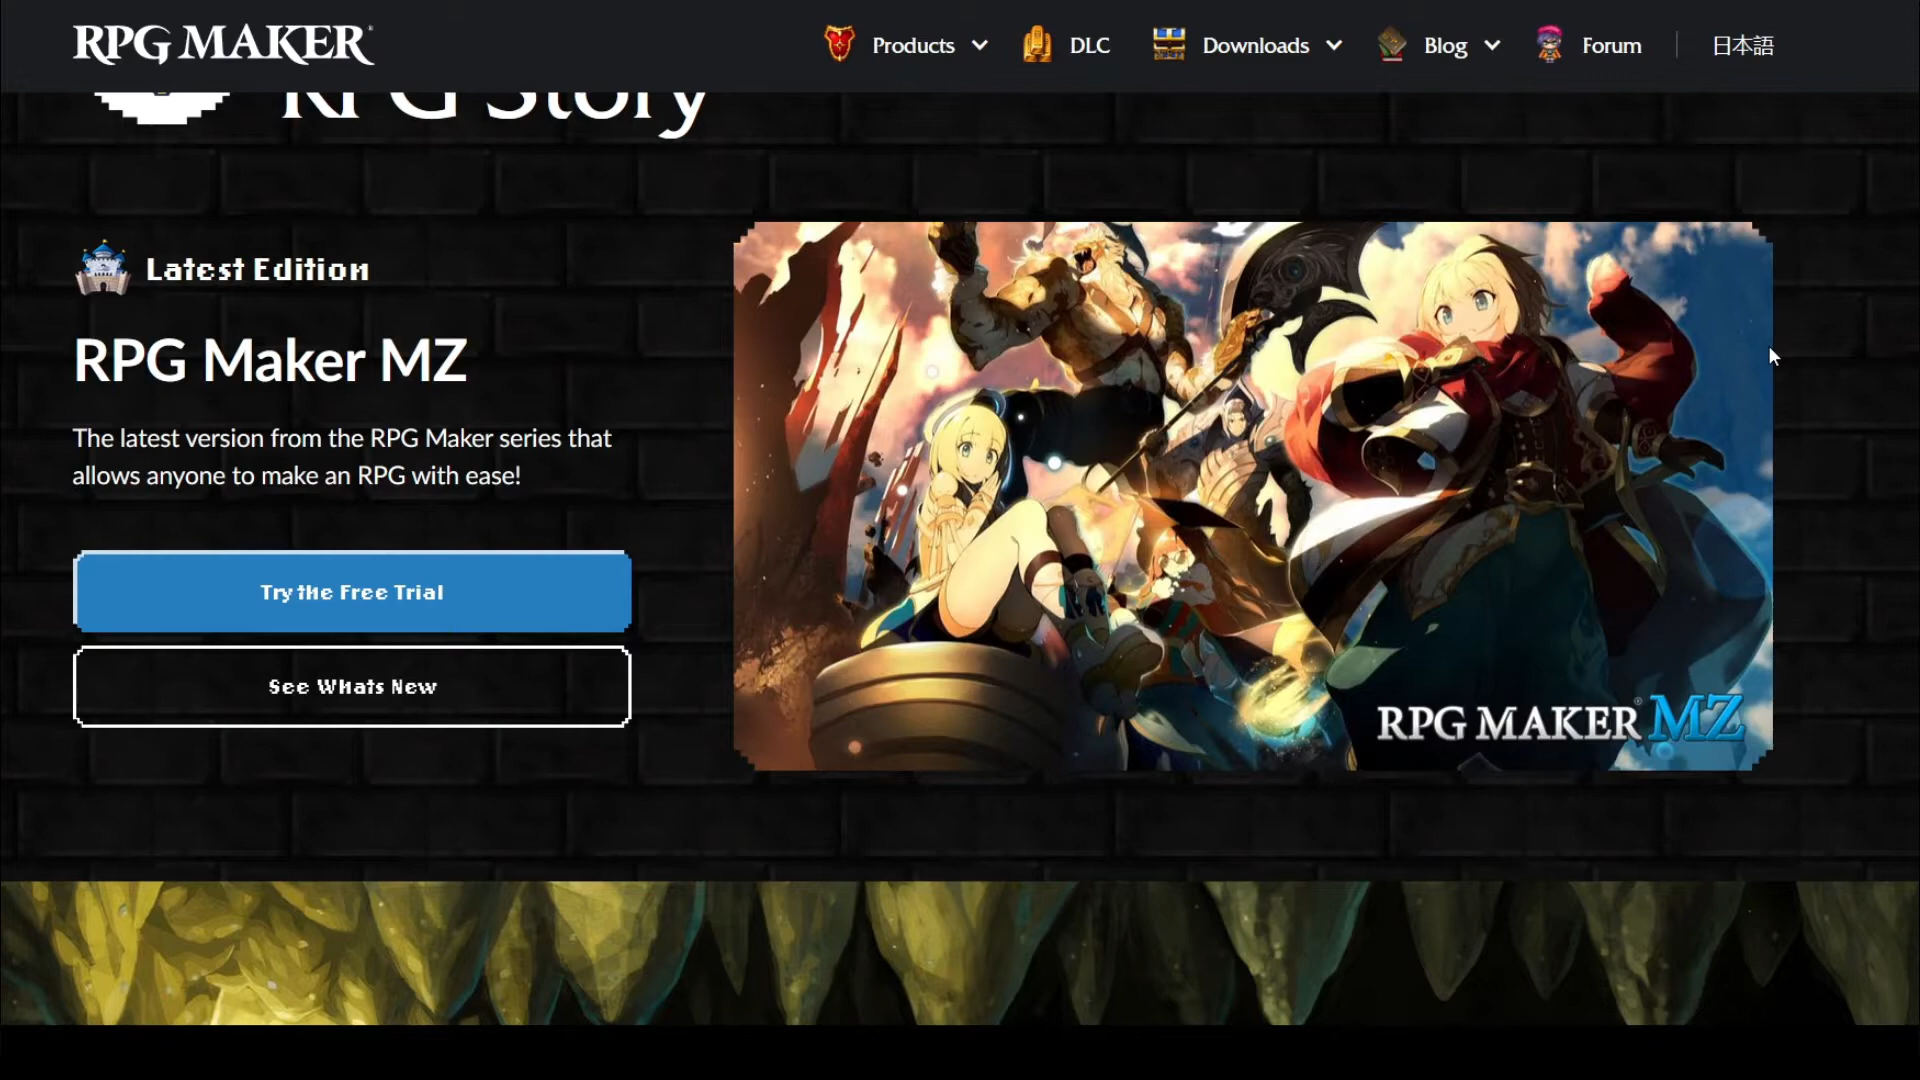 RPG MAKER
Products
DLC
Downloads
Blog
Forum
日本語
RPG Story
Latest Edition
RPG Maker MZ
The latest version from the RPG Maker series that
allows anyone to make an RPG with ease!
Try the Free Trial
See Whats New
RPG MAKER MZ